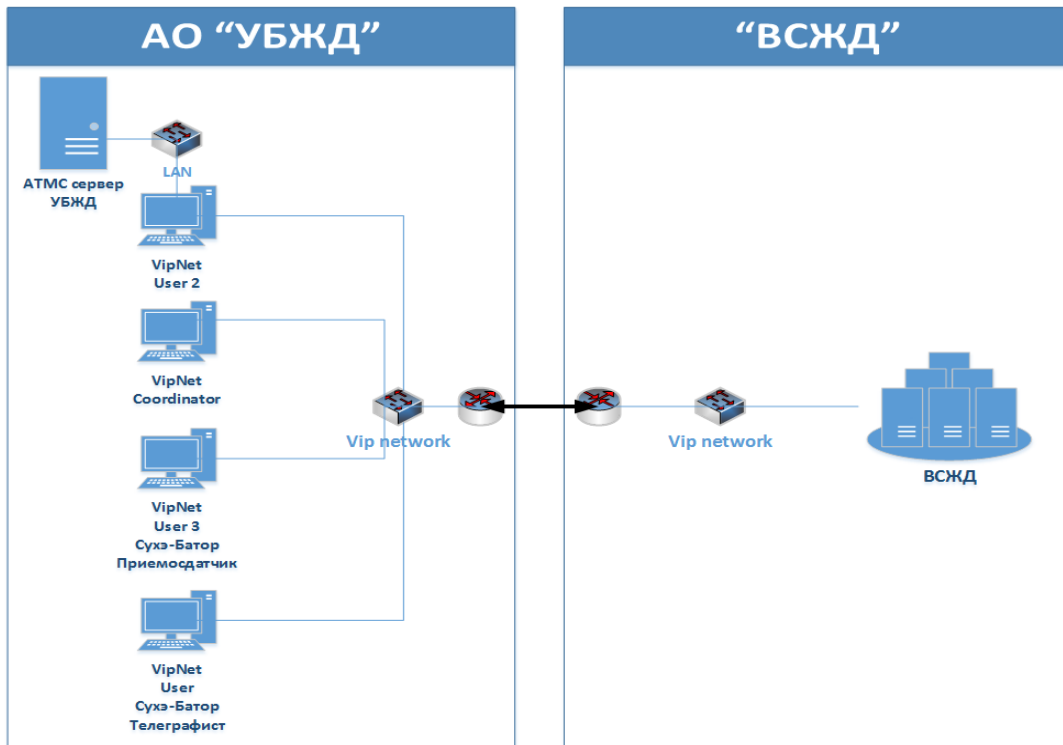 АО “УБЖД”
“ВСЖД”
LAN
АТМС сервер
УБЖД
VipNet
User 2
VipNet
Coordinator
Vip network
Vip network
ВСЖД
VipNet
User 3
Сухэ-Батор
Приемосдатчик
VipNet
User
Сухэ-Батор
Телеграфист